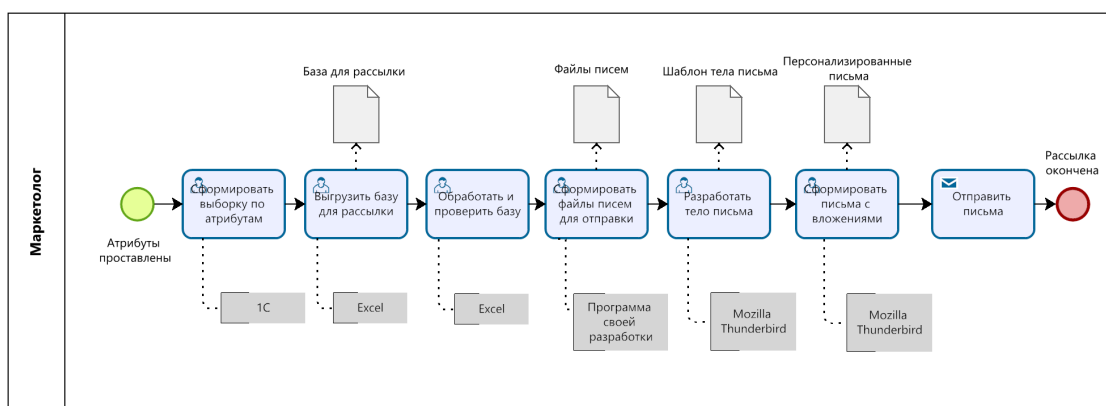 Маркетолог
База для рассылки
Файлы писем
Шаблон тела письма
Персонализированные
письма
Атрибуты
проставлены
Сформировать
выборку по
атрибутам
Выгрузить базу
для рассылки
Обработать и
проверить базу
Сформировать
файлы писем
для отправки
Разработать
тело письма
Сформировать
письма с
вложениями
Отправить
письма
Рассылка
окончена
1С
Excel
Excel
Программа
своей
разработки
Mozilla
Thunderbird
Mozilla
Thunderbird